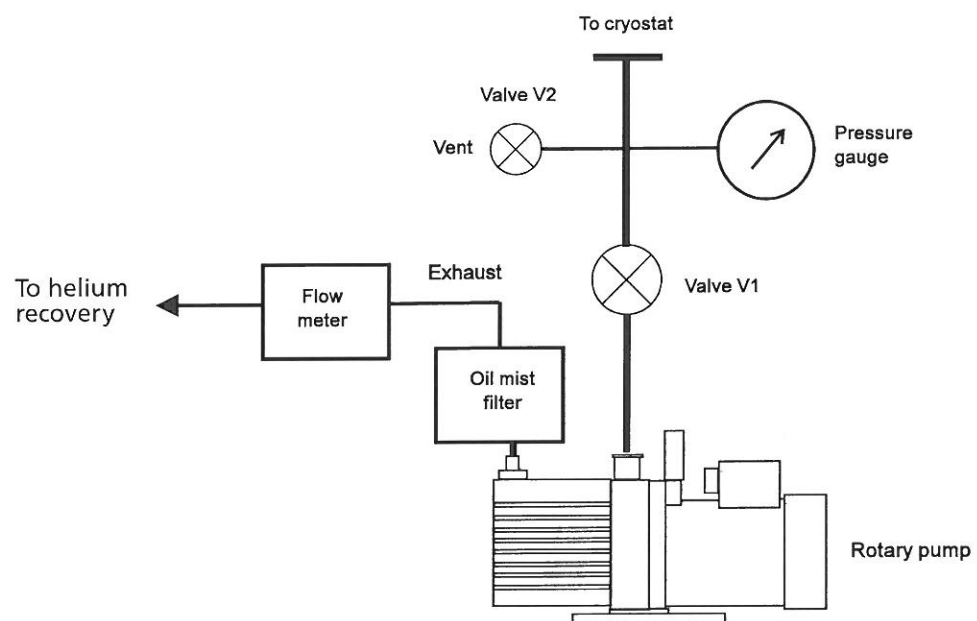 To cryostat
Valve V2
Vent
Pressure
gauge
Exhaust
To helium
recovery
Flow
meter
Valve V1
Oil mist
filter
Rotary pump